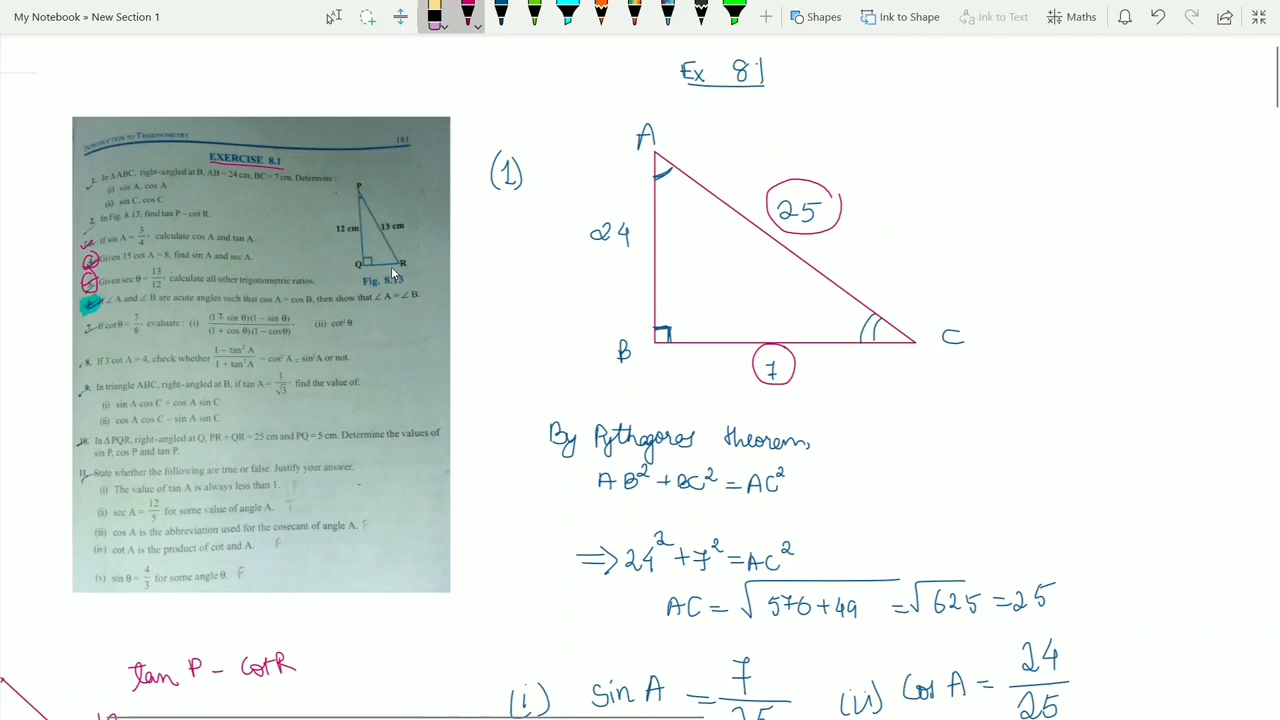 My Notebook » New Section 1
Shapes
Ink to Shape
Ink to Text
Maths
Ex 8.1
INTRODUCTION TO TRIGONOMETRY
181
EXERCISE 8.1
1. In Δ ABC, right-angled at B, AB = 24 cm, BC = 7 cm. Determine :
(i) sin A, cos A
(ii) sin C, cos C
2. In Fig. 8.13, find tan P – cot R.
If sin A = 3/4, calculate cos A and tan A.
Given 15 cot A = 8, find sin A and sec A.
Given sec θ = 13/12, calculate all other trigonometric ratios.
∠ A and ∠ B are acute angles such that cos A = cos B, then show that ∠ A = ∠ B.
7. If cot θ = 7/8, evaluate : (i) (1 + sin θ)(1 – sin θ)/(1 + cos θ)(1 – cos θ) (ii) cot² θ
8. If 3 cot A = 4, check whether (1 – tan² A)/(1 + tan² A) = cos² A – sin² A or not.
9. In triangle ABC, right-angled at B, if tan A = 1/√3, find the value of:
(i) sin A cos C + cos A sin C
(ii) cos A cos C – sin A sin C
10. In Δ PQR, right-angled at Q, PR + QR = 25 cm and PQ = 5 cm. Determine the values of
sin P, cos P and tan P.
11. State whether the following are true or false. Justify your answer.
(i) The value of tan A is always less than 1. F
(ii) sec A = 12/5 for some value of angle A. T
(iii) cos A is the abbreviation used for the cosecant of angle A. F
(iv) cot A is the product of cot and A. F
(v) sin θ = 4/3 for some angle θ. F
P
12 cm
13 cm
Q
R
Fig. 8.13
(1)
A
24
25
B
7
C
By Pythagores theorem,
AB² + BC² = AC²
⇒ 24² + 7² = AC²
AC = √576+49 = √625 = 25
(i) sin A = 7/25 (ii) cos A = 24/25
tan P – cot R